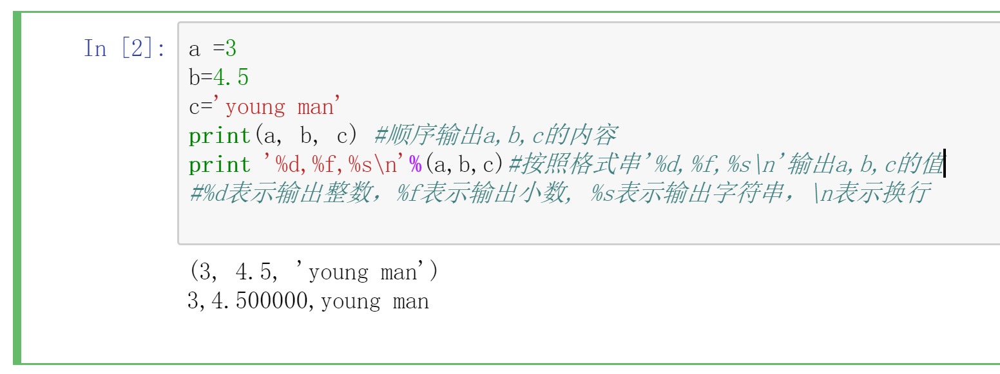 In [2]:
a =3
b=4.5
c='young man'
print(a, b, c) #顺序输出a,b,c的内容
print '%d,%f,%s\n'%(a,b,c)#按照格式串'%d,%f,%s\n'输出a,b,c的值
#%d表示输出整数，%f表示输出小数, %s表示输出字符串，\n表示换行
(3, 4.5, 'young man')
3,4.500000,young man